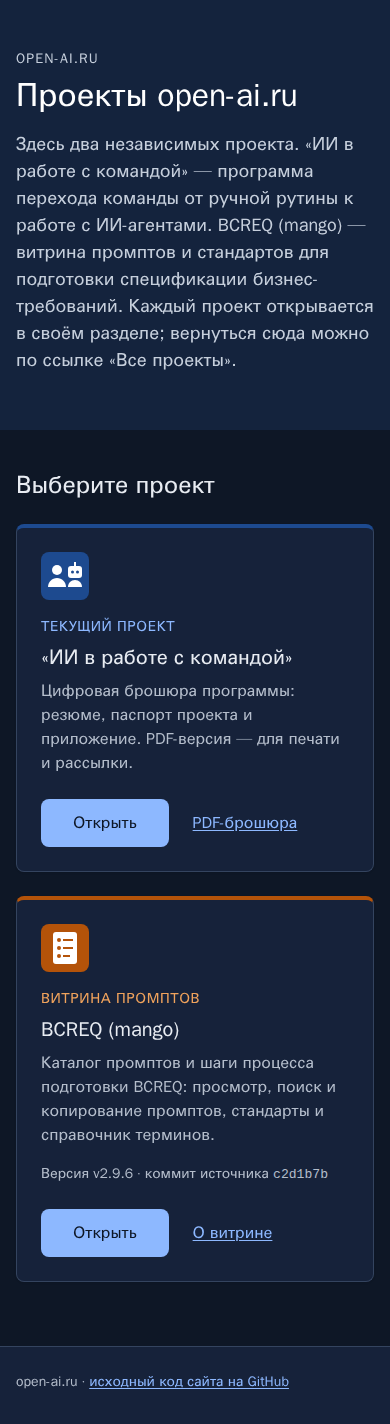 OPEN-AI.RU
Проекты open-ai.ru
Здесь два независимых проекта. «ИИ в
работе с командой» — программа
перехода команды от ручной рутины к
работе с ИИ-агентами. BCREQ (mango) —
витрина промптов и стандартов для
подготовки спецификации бизнес-
требований. Каждый проект открывается
в своём разделе; вернуться сюда можно
по ссылке «Все проекты».
Выберите проект
ТЕКУЩИЙ ПРОЕКТ
«ИИ в работе с командой»
Цифровая брошюра программы:
резюме, паспорт проекта и
приложение. PDF-версия — для печати
и рассылки.
Открыть PDF-брошюра
ВИТРИНА ПРОМПТОВ
BCREQ (mango)
Каталог промптов и шаги процесса
подготовки BCREQ: просмотр, поиск и
копирование промптов, стандарты и
справочник терминов.
Версия v2.9.6 · коммит источника c2d1b7b
Открыть О витрине
open-ai.ru · исходный код сайта на GitHub